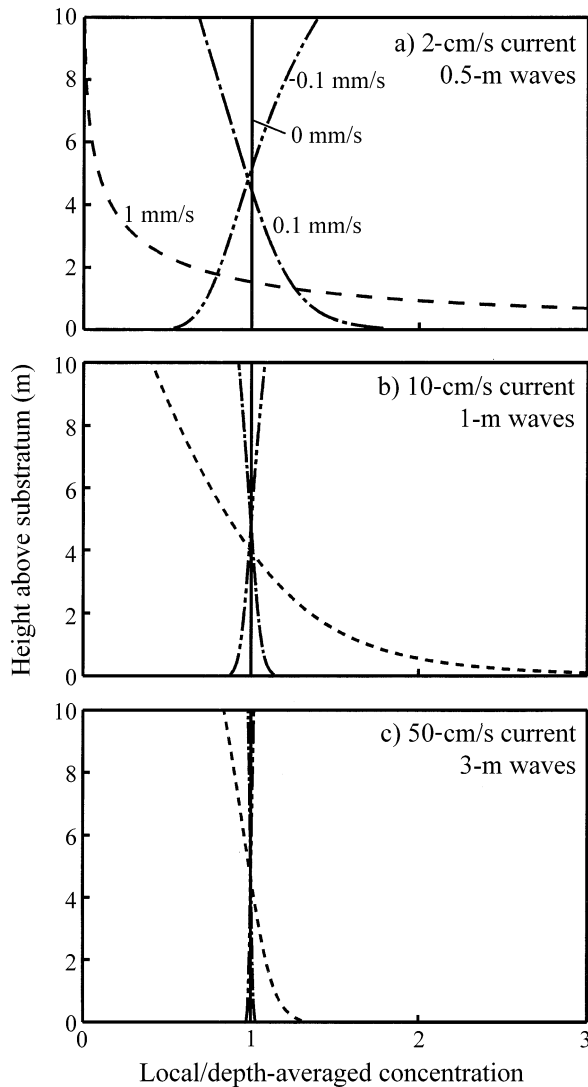 10
8
6
4
2
0
a) 2-cm/s current
0.5-m waves
-0.1 mm/s
0 mm/s
1 mm/s
0.1 mm/s
Height above substratum (m)
10
8
6
4
2
0
b) 10-cm/s current
1-m waves
10
8
6
4
2
0
c) 50-cm/s current
3-m waves
0 1 2 3
Local/depth-averaged concentration